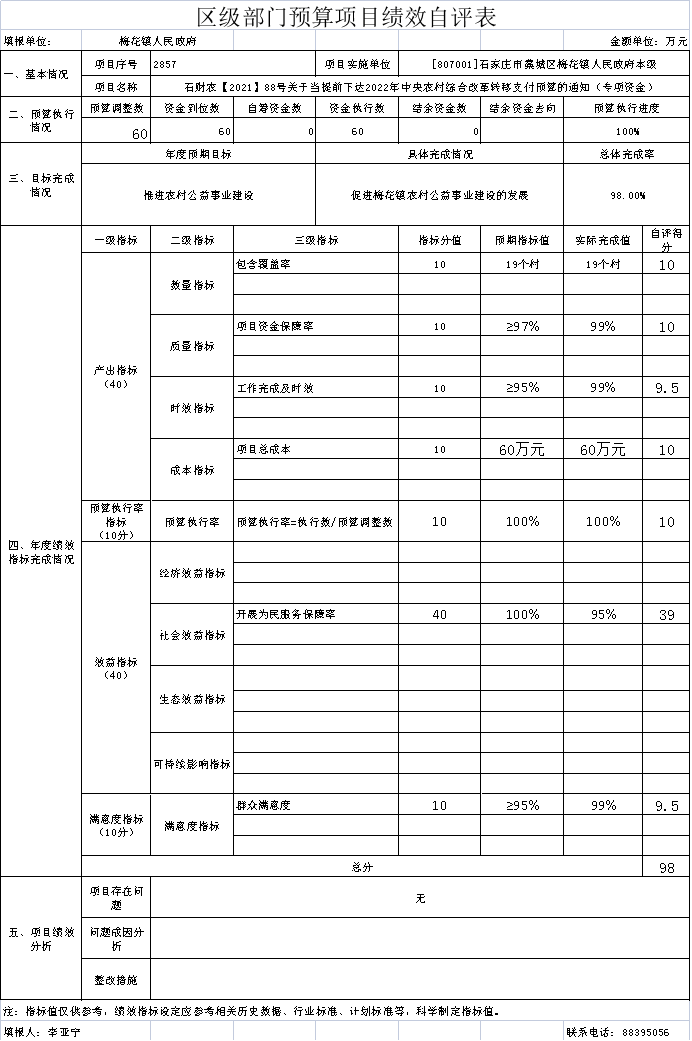 区级部门预算项目绩效自评表
填报单位： 梅花镇人民政府 金额单位：万元
一、基本情况 项目序号 2857 项目实施单位 [807001]石家庄市藁城区梅花镇人民政府本级
项目名称 石财农【2021】88号关于当提前下达2022年中央农村综合改革转移支付预算的通知（专项资金）
二、预算执行情况 预算调整数 资金到位数 自筹资金数 资金执行数 结余资金数 结余资金去向 预算执行进度
60 60 0 60 0 100%
三、目标完成情况 年度预期目标 具体完成情况 总体完成率
推进农村公益事业建设 促进梅花镇农村公益事业建设的发展 98.00%
四、年度绩效指标完成情况 一级指标 二级指标 三级指标 指标分值 预期指标值 实际完成值 自评得分
产出指标（40） 数量指标 包含覆盖率 10 19个村 19个村 10
质量指标 项目资金保障率 10 ≥97% 99% 10
时效指标 工作完成及时效 10 ≥95% 99% 9.5
成本指标 项目总成本 10 60万元 60万元 10
预算执行率指标（10分） 预算执行率 预算执行率=执行数/预算调整数 10 100% 100% 10
效益指标（40） 经济效益指标
社会效益指标 开展为民服务保障率 40 100% 95% 39
生态效益指标
可持续影响指标
满意度指标（10分） 满意度指标 群众满意度 10 ≥95% 99% 9.5
总分 98
五、项目绩效分析 项目存在问题 无
问题成因分析
整改措施
注：指标值仅供参考，绩效指标设定应参考相关历史数据、行业标准、计划标准等，科学制定指标值。
填报人：李亚宁 联系电话：88395056